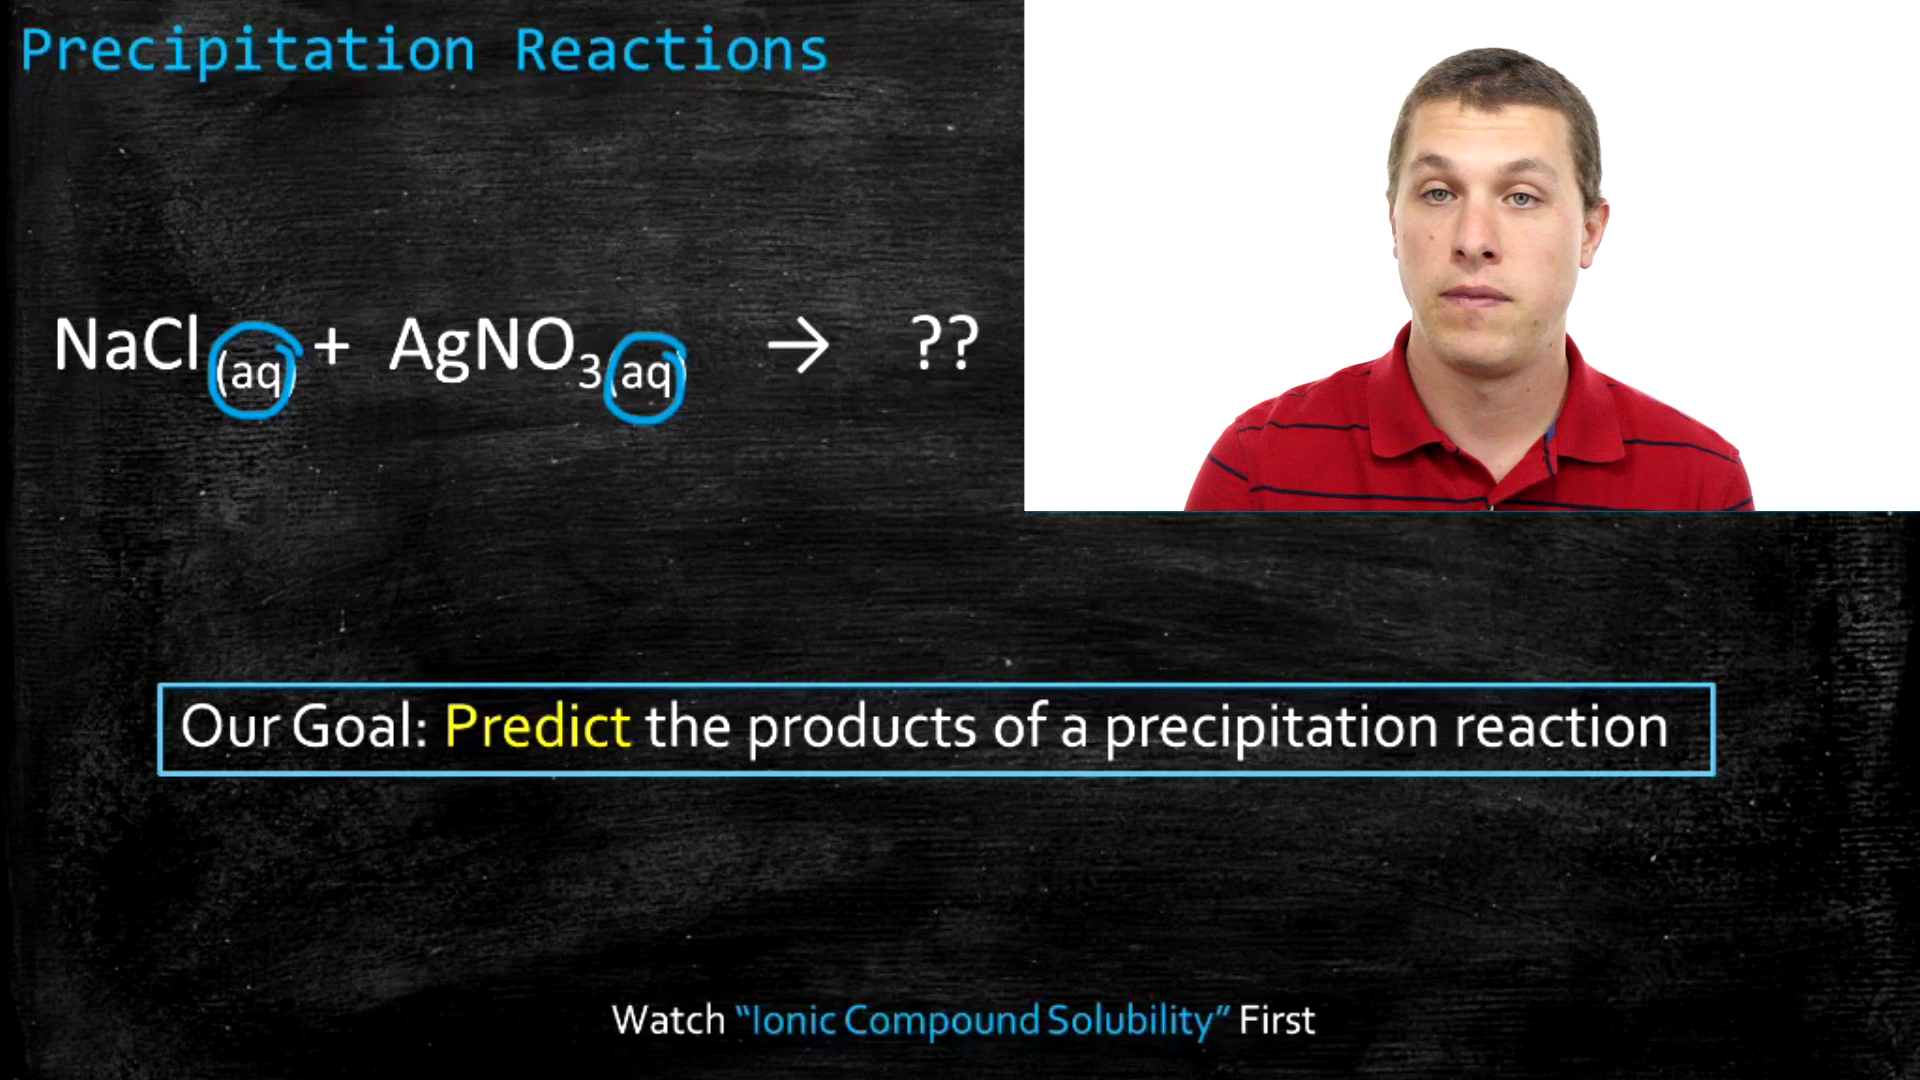 Precipitation Reactions
NaCl(aq) + AgNO3(aq) → ??
Our Goal: Predict the products of a precipitation reaction
Watch “Ionic Compound Solubility” First